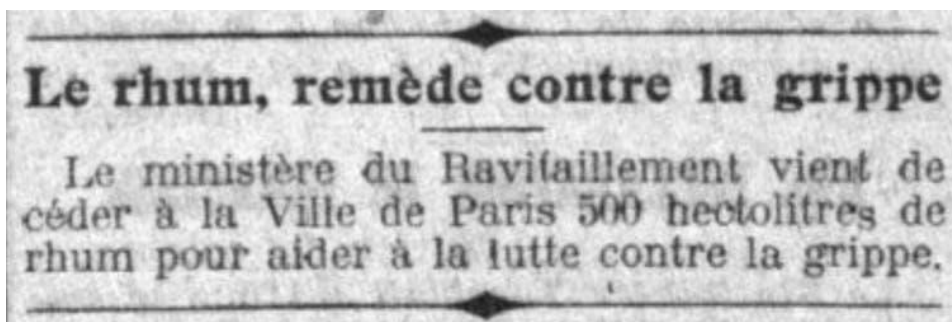 Le rhum, remède contre la grippe
Le ministère du Ravitaillement vient de
céder à la Ville de Paris 500 hectolitres de
rhum pour aider à la lutte contre la grippe.